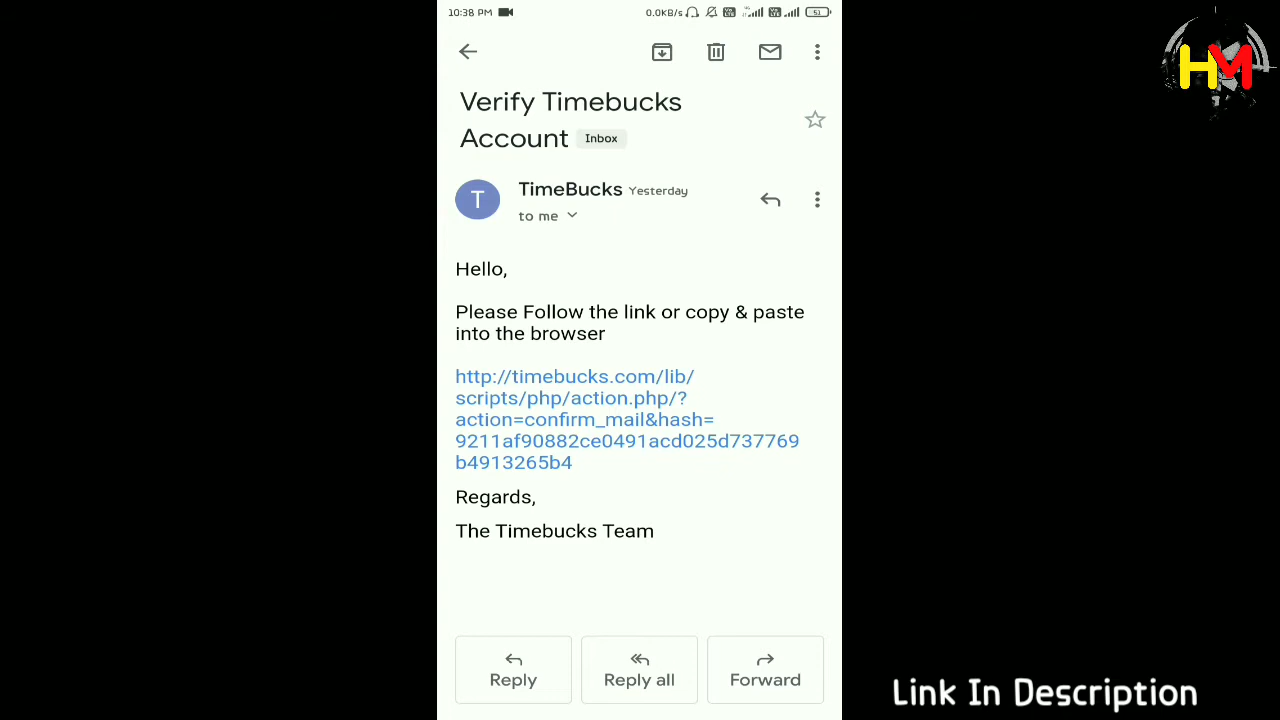 10:38 PM
0.0KB/s
51
HM
Verify Timebucks
Account Inbox
T
TimeBucks Yesterday
to me
Hello,
Please Follow the link or copy & paste
into the browser
http://timebucks.com/lib/
scripts/php/action.php/?
action=confirm_mail&hash=
9211af90882ce0491acd025d737769
b4913265b4
Regards,
The Timebucks Team
Reply
Reply all
Forward
Link In Description